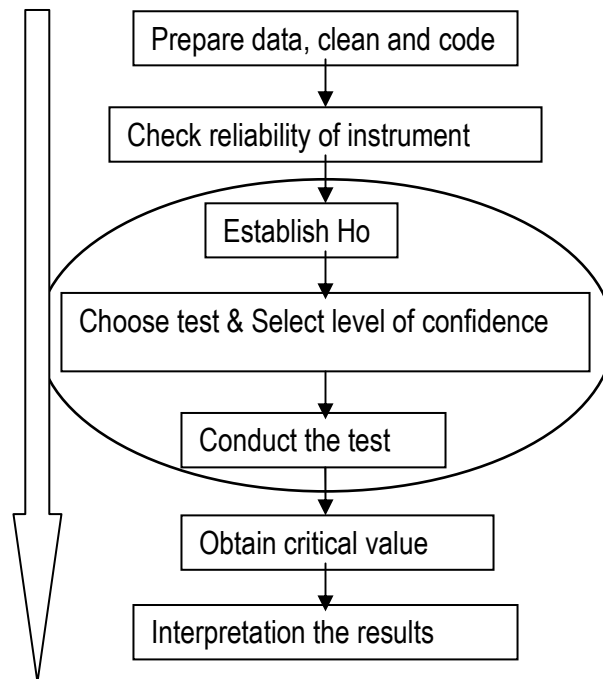 Prepare data, clean and code
Check reliability of instrument
Establish Ho
Choose test & Select level of confidence
Conduct the test
Obtain critical value
Interpretation the results